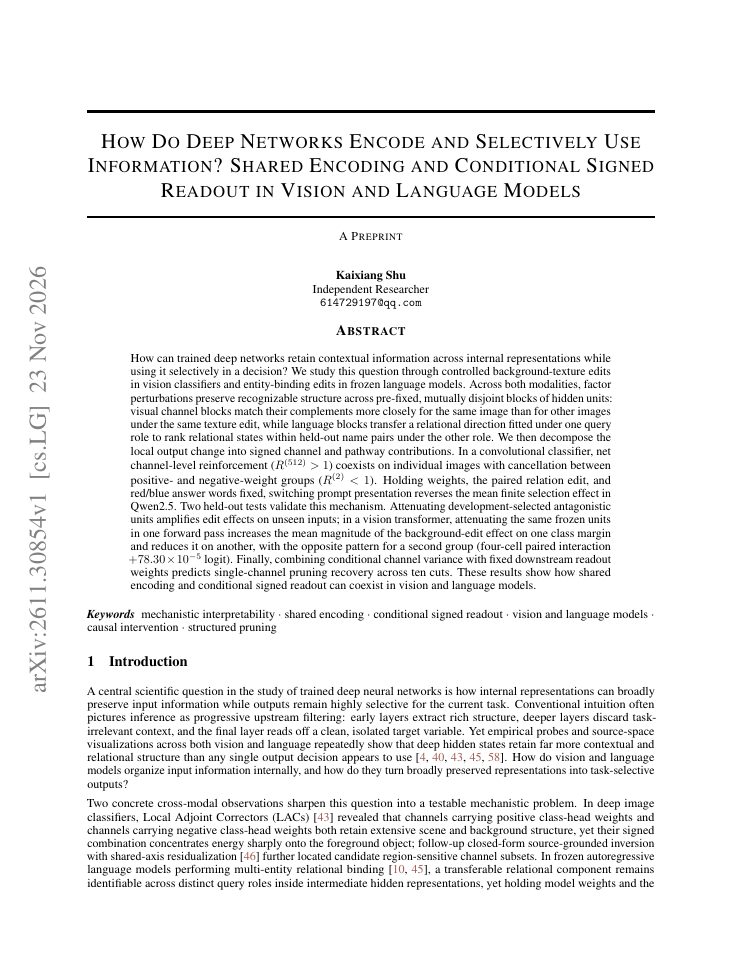 arXiv:2611.30854v1 [cs.LG] 23 Nov 2026
HOW DO DEEP NETWORKS ENCODE AND SELECTIVELY USE
INFORMATION? SHARED ENCODING AND CONDITIONAL SIGNED
READOUT IN VISION AND LANGUAGE MODELS
A PREPRINT
Kaixiang Shu
Independent Researcher
614729197@qq.com
ABSTRACT
How can trained deep networks retain contextual information across internal representations while
using it selectively in a decision? We study this question through controlled background-texture edits
in vision classifiers and entity-binding edits in frozen language models. Across both modalities, factor
perturbations preserve recognizable structure across pre-fixed, mutually disjoint blocks of hidden units:
visual channel blocks match their complements more closely for the same image than for other images
under the same texture edit, while language blocks transfer a relational direction fitted under one query
role to rank relational states within held-out name pairs under the other role. We then decompose the
local output change into signed channel and pathway contributions. In a convolutional classifier, net
channel-level reinforcement (R^(512) > 1) coexists on individual images with cancellation between
positive- and negative-weight groups (R^(2) < 1). Holding weights, the paired relation edit, and
red/blue answer words fixed, switching prompt presentation reverses the mean finite selection effect in
Qwen2.5. Two held-out tests validate this mechanism. Attenuating development-selected antagonistic
units amplifies edit effects on unseen inputs; in a vision transformer, attenuating the same frozen units
in one forward pass increases the mean magnitude of the background-edit effect on one class margin
and reduces it on another, with the opposite pattern for a second group (four-cell paired interaction
+78.30×10⁻⁵ logit). Finally, combining conditional channel variance with fixed downstream readout
weights predicts single-channel pruning recovery across ten cuts. These results show how shared
encoding and conditional signed readout can coexist in vision and language models.
Keywords mechanistic interpretability · shared encoding · conditional signed readout · vision and language models ·
causal intervention · structured pruning
1 Introduction
A central scientific question in the study of trained deep neural networks is how internal representations can broadly
preserve input information while outputs remain highly selective for the current task. Conventional intuition often
pictures inference as progressive upstream filtering: early layers extract rich structure, deeper layers discard task-
irrelevant context, and the final layer reads off a clean, isolated target variable. Yet empirical probes and source-space
visualizations across both vision and language repeatedly show that deep hidden states retain far more contextual and
relational structure than any single output decision appears to use [4, 40, 43, 45, 58]. How do vision and language
models organize input information internally, and how do they turn broadly preserved representations into task-selective
outputs?
Two concrete cross-modal observations sharpen this question into a testable mechanistic problem. In deep image
classifiers, Local Adjoint Correctors (LACs) [43] revealed that channels carrying positive class-head weights and
channels carrying negative class-head weights both retain extensive scene and background structure, yet their signed
combination concentrates energy sharply onto the foreground object; follow-up closed-form source-grounded inversion
with shared-axis residualization [46] further located candidate region-sensitive channel subsets. In frozen autoregressive
language models performing multi-entity relational binding [10, 45], a transferable relational component remains
identifiable across distinct query roles inside intermediate hidden representations, yet holding model weights and the